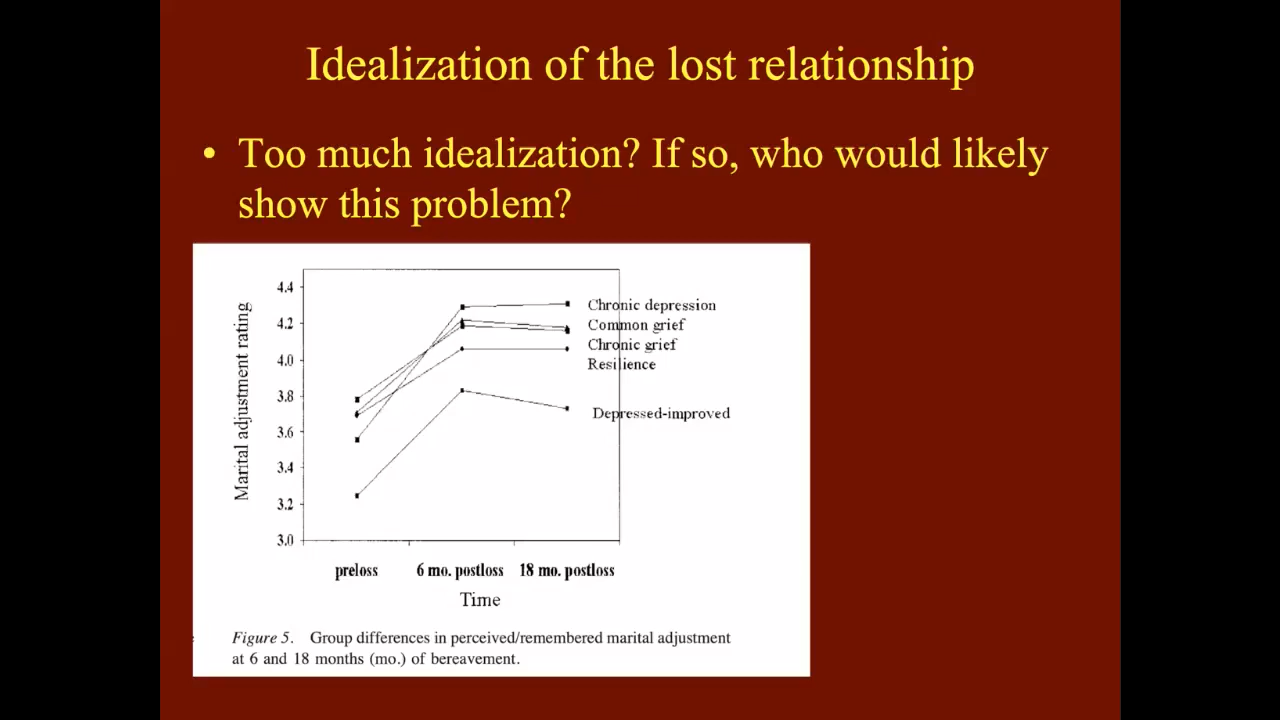 Idealization of the lost relationship
• Too much idealization? If so, who would likely
show this problem?
4.4
4.2
4.0
3.8
3.6
3.4
3.2
3.0
Marital adjustment rating
Chronic depression
Common grief
Chronic grief
Resilience
Depressed-improved
preloss 6 mo. postloss 18 mo. postloss
Time
Figure 5. Group differences in perceived/remembered marital adjustment
at 6 and 18 months (mo.) of bereavement.